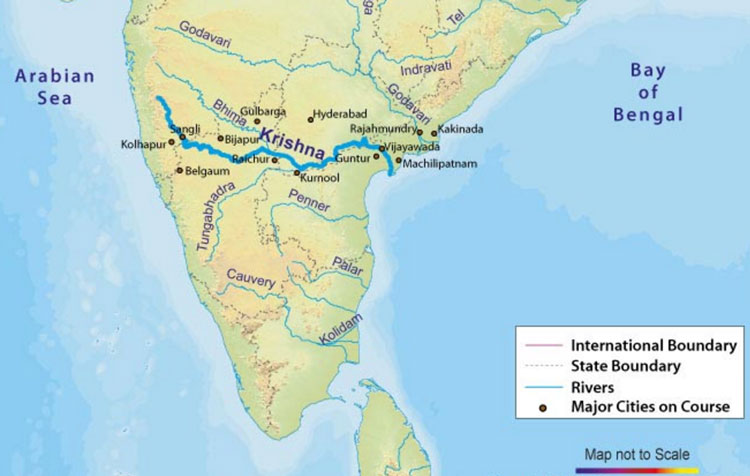 ga
Tel
Godavari
Indravati
Arabian
Sea
Bay
of
Bengal
Godavari
Bhima
Gulbarga
Hyderabad
Rajahmundry
Kakinada
Sangli
Kolhapur
Bijapur
Krishna
Vijayawada
Raichur
Guntur
Machilipatnam
Belgaum
Kurnool
Tungabhadra
Penner
Palar
Cauvery
Kolidam
International Boundary
State Boundary
Rivers
Major Cities on Course
Map not to Scale